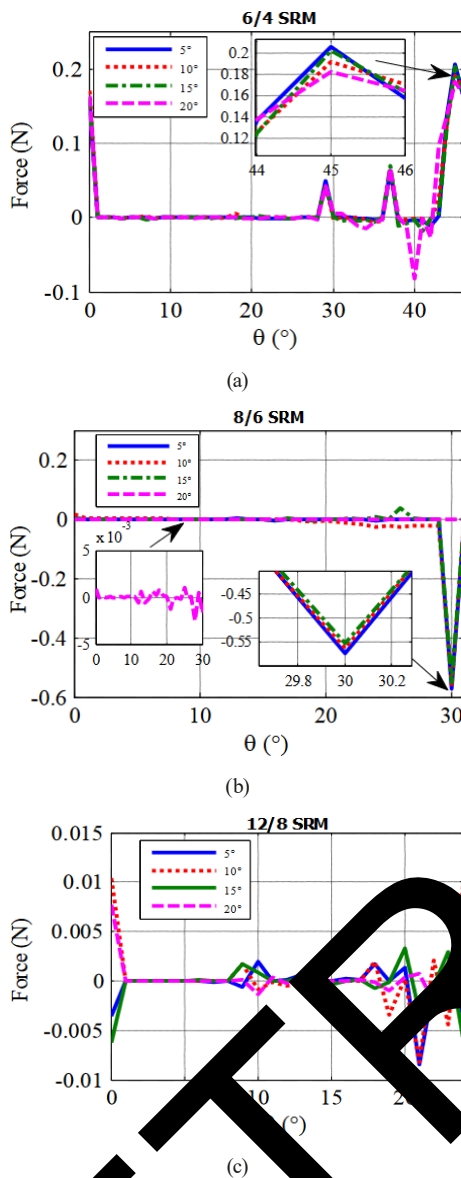 6/4 SRM
5°
10°
15°
20°
0.2
0.18
0.16
0.14
0.12
44 45 46
0.2
0.1
0
-0.1
Force (N)
0 10 20 30 40
θ (°)
(a)
8/6 SRM
5°
10°
15°
20°
0.2
0
-0.2
-0.4
-0.6
Force (N)
x 10⁻³
5
0
-5
0 10 20 30
-0.45
-0.5
-0.55
29.8 30 30.2
0 10 20 30
θ (°)
(b)
12/8 SRM
5°
10°
15°
20°
0.015
0.01
0.005
0
-0.005
-0.01
Force (N)
0 10
(°)
(c)